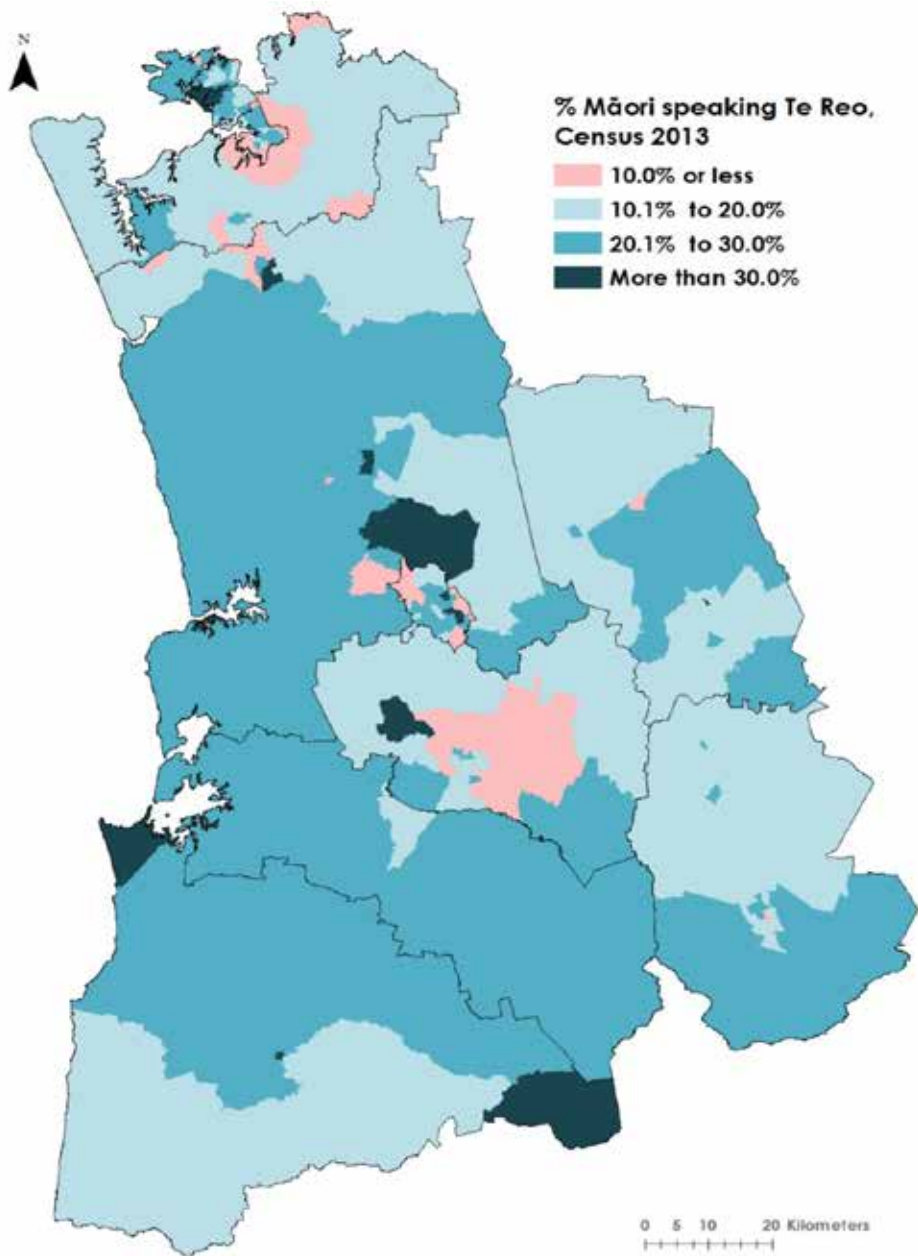 N
% Māori speaking Te Reo,
Census 2013
10.0% or less
10.1% to 20.0%
20.1% to 30.0%
More than 30.0%
0 5 10 20 Kilometers